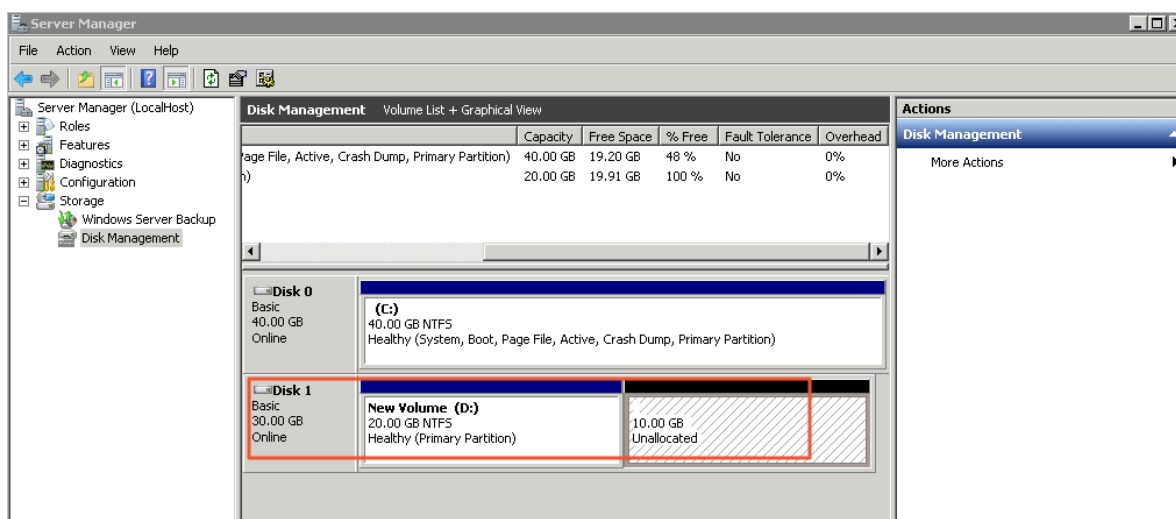 Server Manager
File Action View Help
Server Manager (LocalHost)
Roles
Features
Diagnostics
Configuration
Storage
Windows Server Backup
Disk Management
Disk Management Volume List + Graphical View
Capacity Free Space % Free Fault Tolerance Overhead
Page File, Active, Crash Dump, Primary Partition) 40.00 GB 19.20 GB 48 % No 0%
n) 20.00 GB 19.91 GB 100 % No 0%
Disk 0
Basic
40.00 GB
Online
(C:)
40.00 GB NTFS
Healthy (System, Boot, Page File, Active, Crash Dump, Primary Partition)
Disk 1
Basic
30.00 GB
Online
New Volume (D:)
20.00 GB NTFS
Healthy (Primary Partition)
10.00 GB
Unallocated
Actions
Disk Management
More Actions